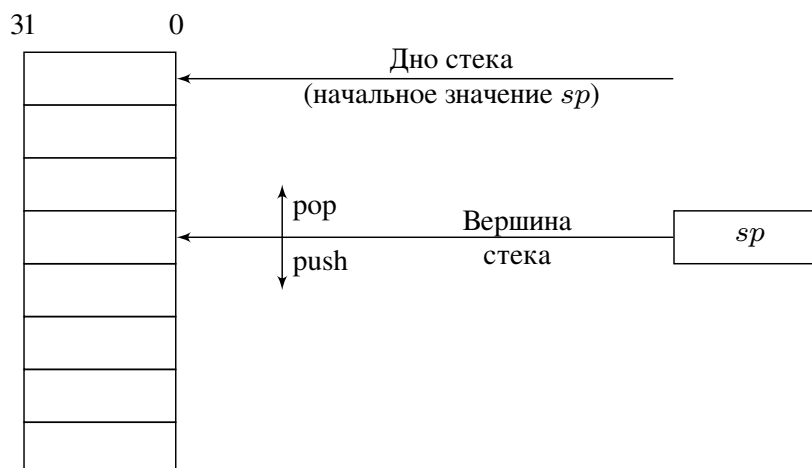 31 0
Дно стека
(начальное значение sp)
pop
Вершина
sp
push
стека